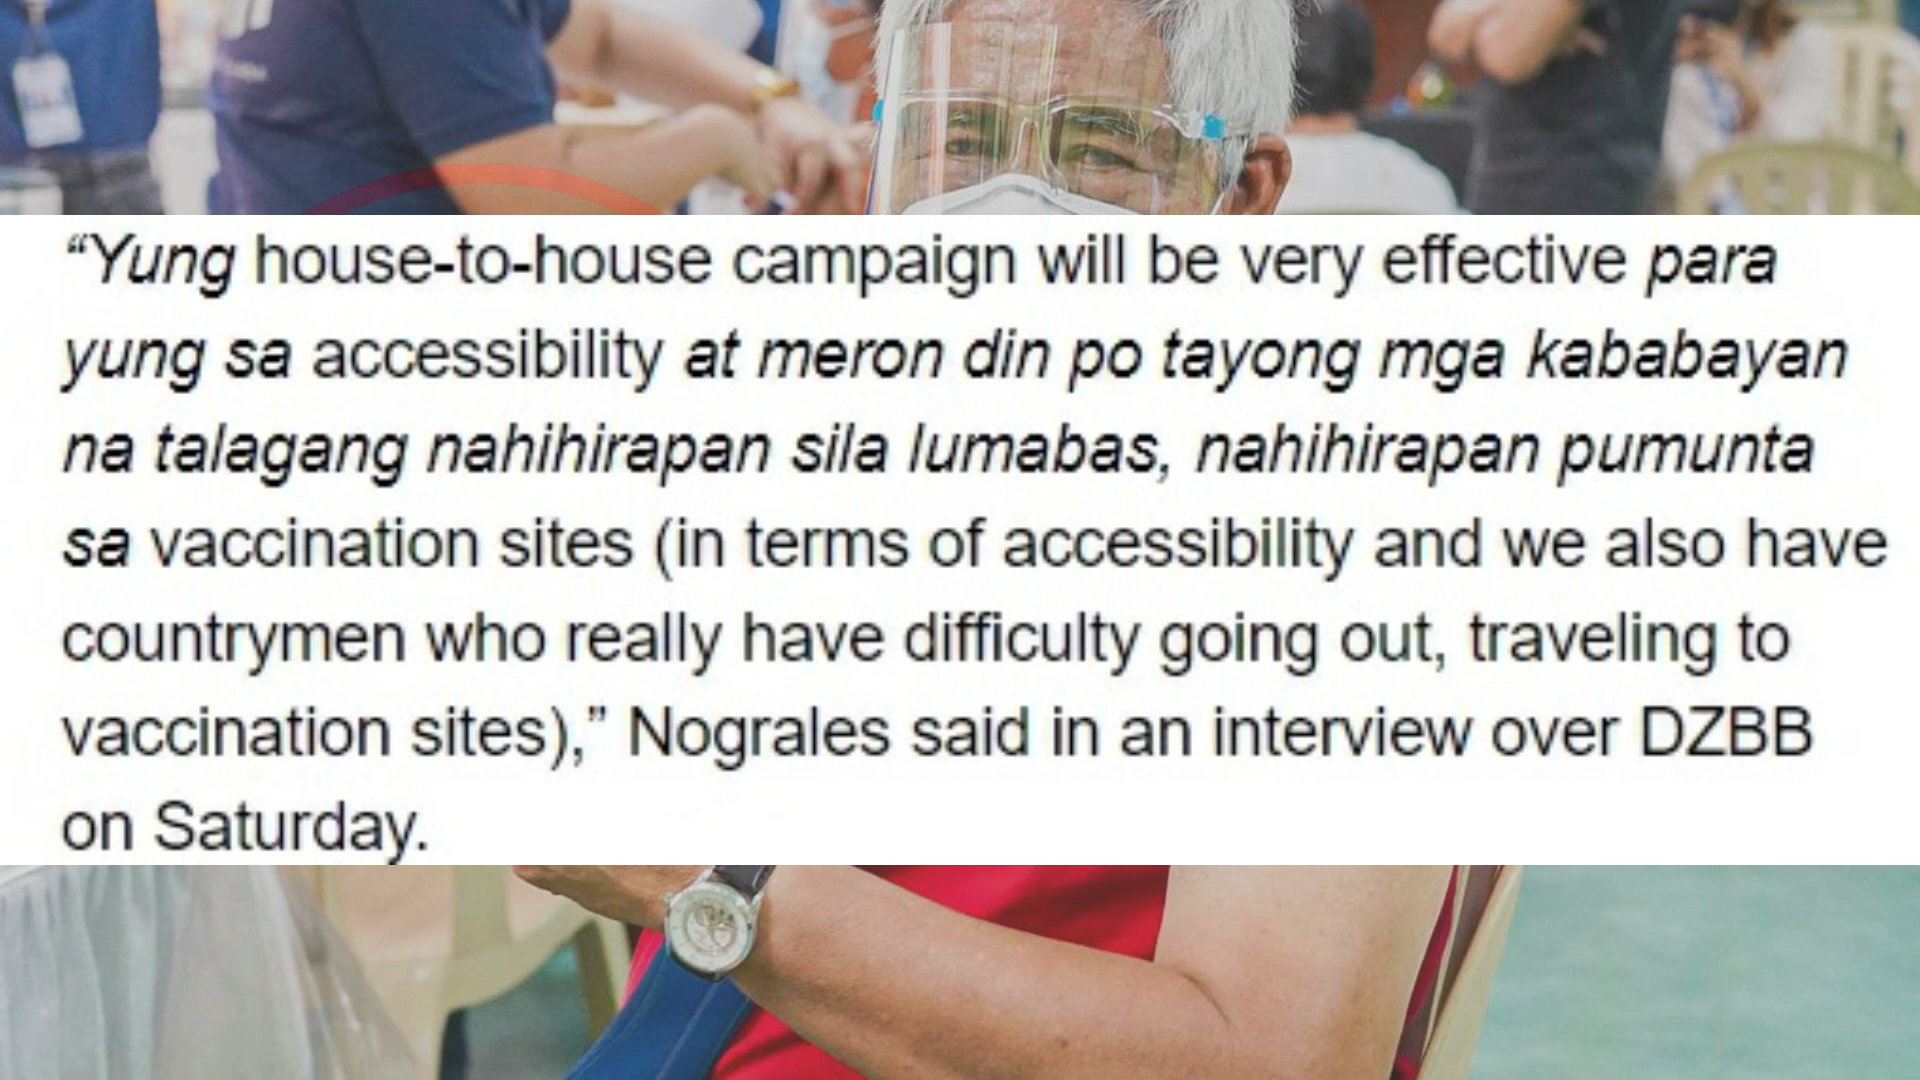 “Yung house-to-house campaign will be very effective para
yung sa accessibility at meron din po tayong mga kababayan
na talagang nahihirapan sila lumabas, nahihirapan pumunta
sa vaccination sites (in terms of accessibility and we also have
countrymen who really have difficulty going out, traveling to
vaccination sites),” Nograles said in an interview over DZBB
on Saturday.